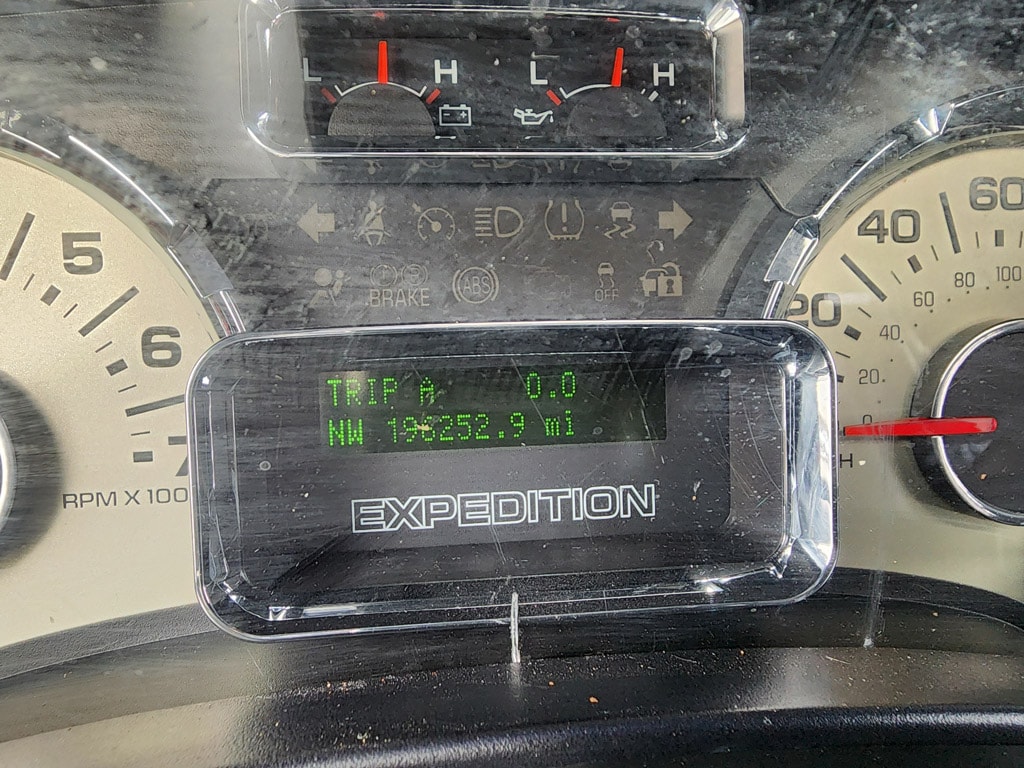 L H L H
5 6 7
RPM X 100
BRAKE ABS OFF
TRIP A 0.0
NW 196252.9 mi
EXPEDITION
20 40 60
0 20 40 60 80 100
H